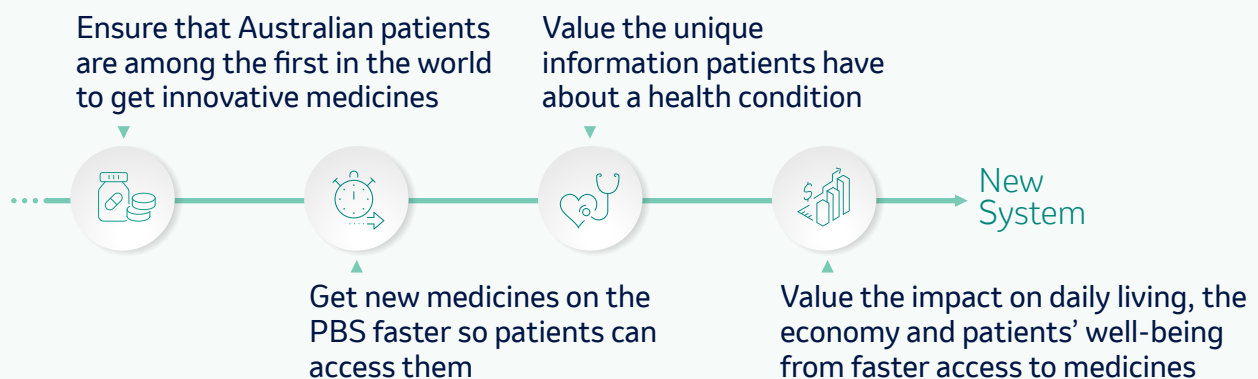 Ensure that Australian patients
are among the first in the world
to get innovative medicines
Get new medicines on the
PBS faster so patients can
access them
Value the unique
information patients have
about a health condition
Value the impact on daily living, the
economy and patients’ well-being
from faster access to medicines
New
System